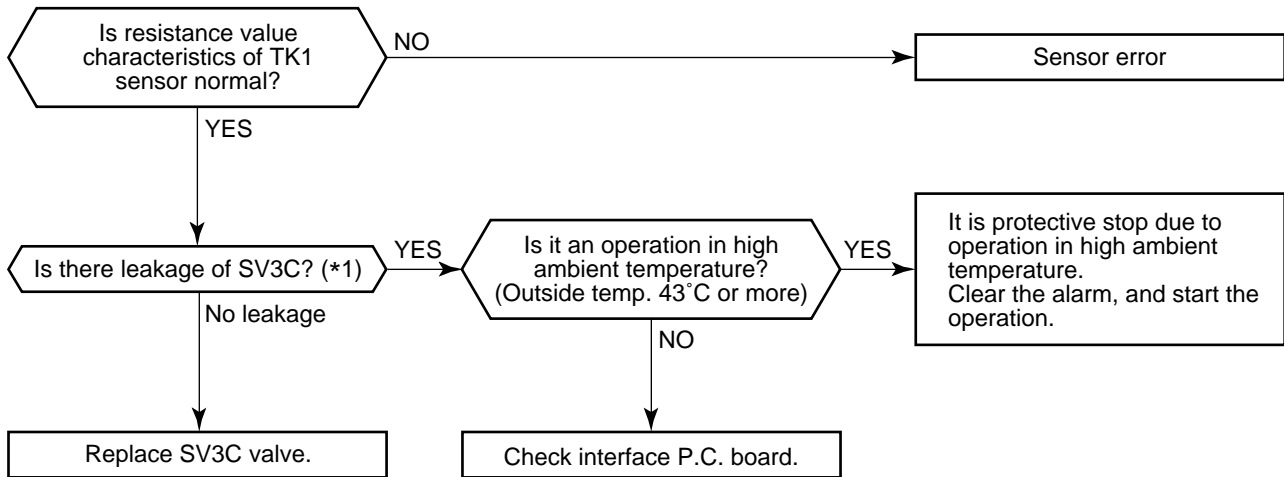 Is resistance value
characteristics of TK1
sensor normal?
NO
Sensor error
YES
Is there leakage of SV3C? (*1)
YES
Is it an operation in high
ambient temperature?
(Outside temp. 43˚C or more)
YES
It is protective stop due to
operation in high ambient
temperature.
Clear the alarm, and start the
operation.
No leakage
NO
Replace SV3C valve.
Check interface P.C. board.